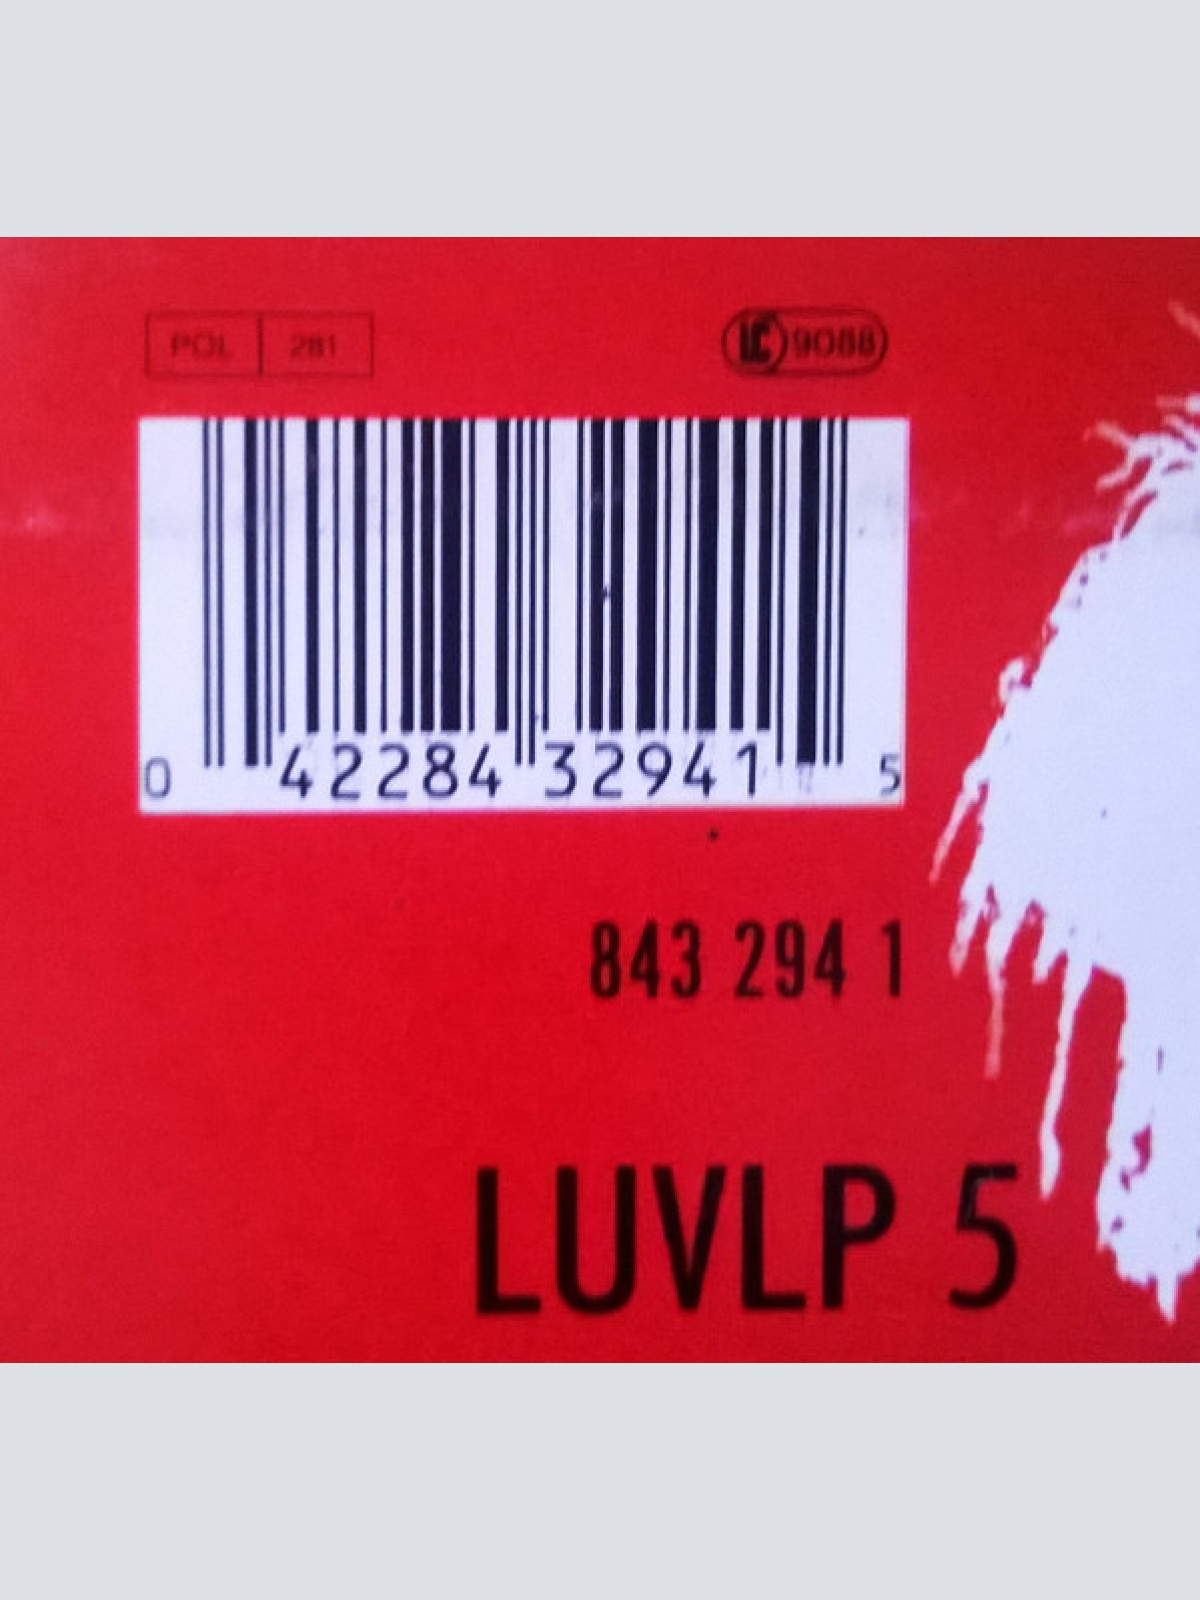 POL 281
LC 9088
0 42284 32941 5
843 294 1
LUVLP 5